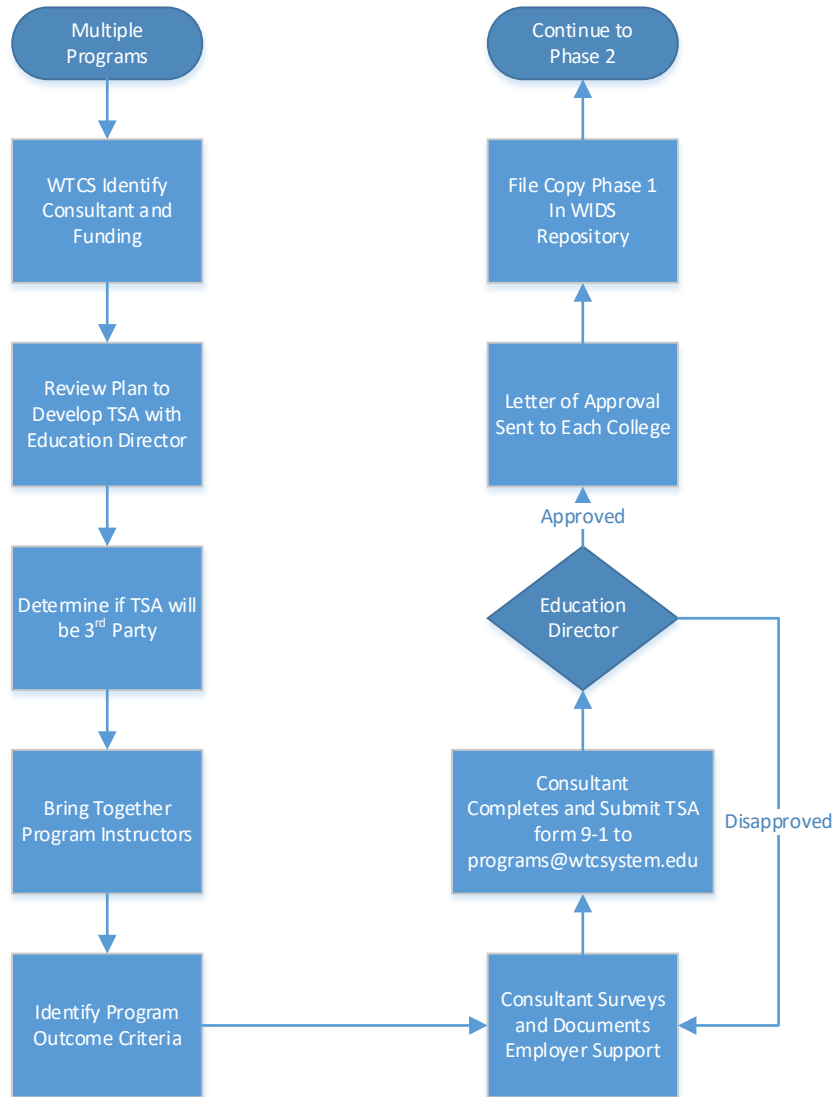 Multiple
Programs
WTCS Identify
Consultant and
Funding
Review Plan to
Develop TSA with
Education Director
Determine if TSA will
be 3rd Party
Bring Together
Program Instructors
Identify Program
Outcome Criteria
Continue to
Phase 2
File Copy Phase 1
In WIDS
Repository
Letter of Approval
Sent to Each College
Approved
Education
Director
Consultant
Completes and Submit TSA
form 9-1 to
programs@wtcsystem.edu
Disapproved
Consultant Surveys
and Documents
Employer Support